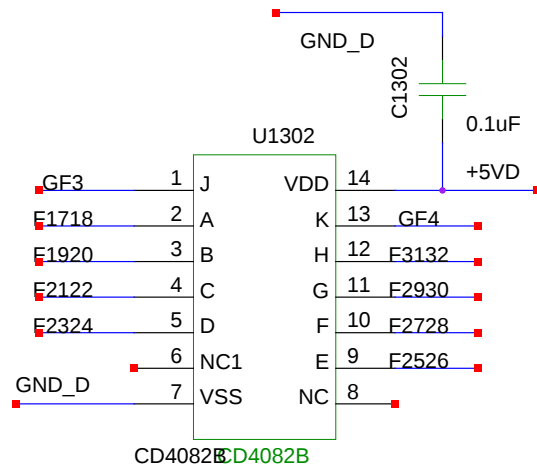 GND_D
C1302
0.1uF
U1302
+5VD
GF3 1 J VDD 14
F1718 2 A K 13 GF4
F1920 3 B H 12 F3132
F2122 4 C G 11 F2930
F2324 5 D F 10 F2728
6 NC1 E 9 F2526
GND_D 7 VSS NC 8
CD4082B CD4082B